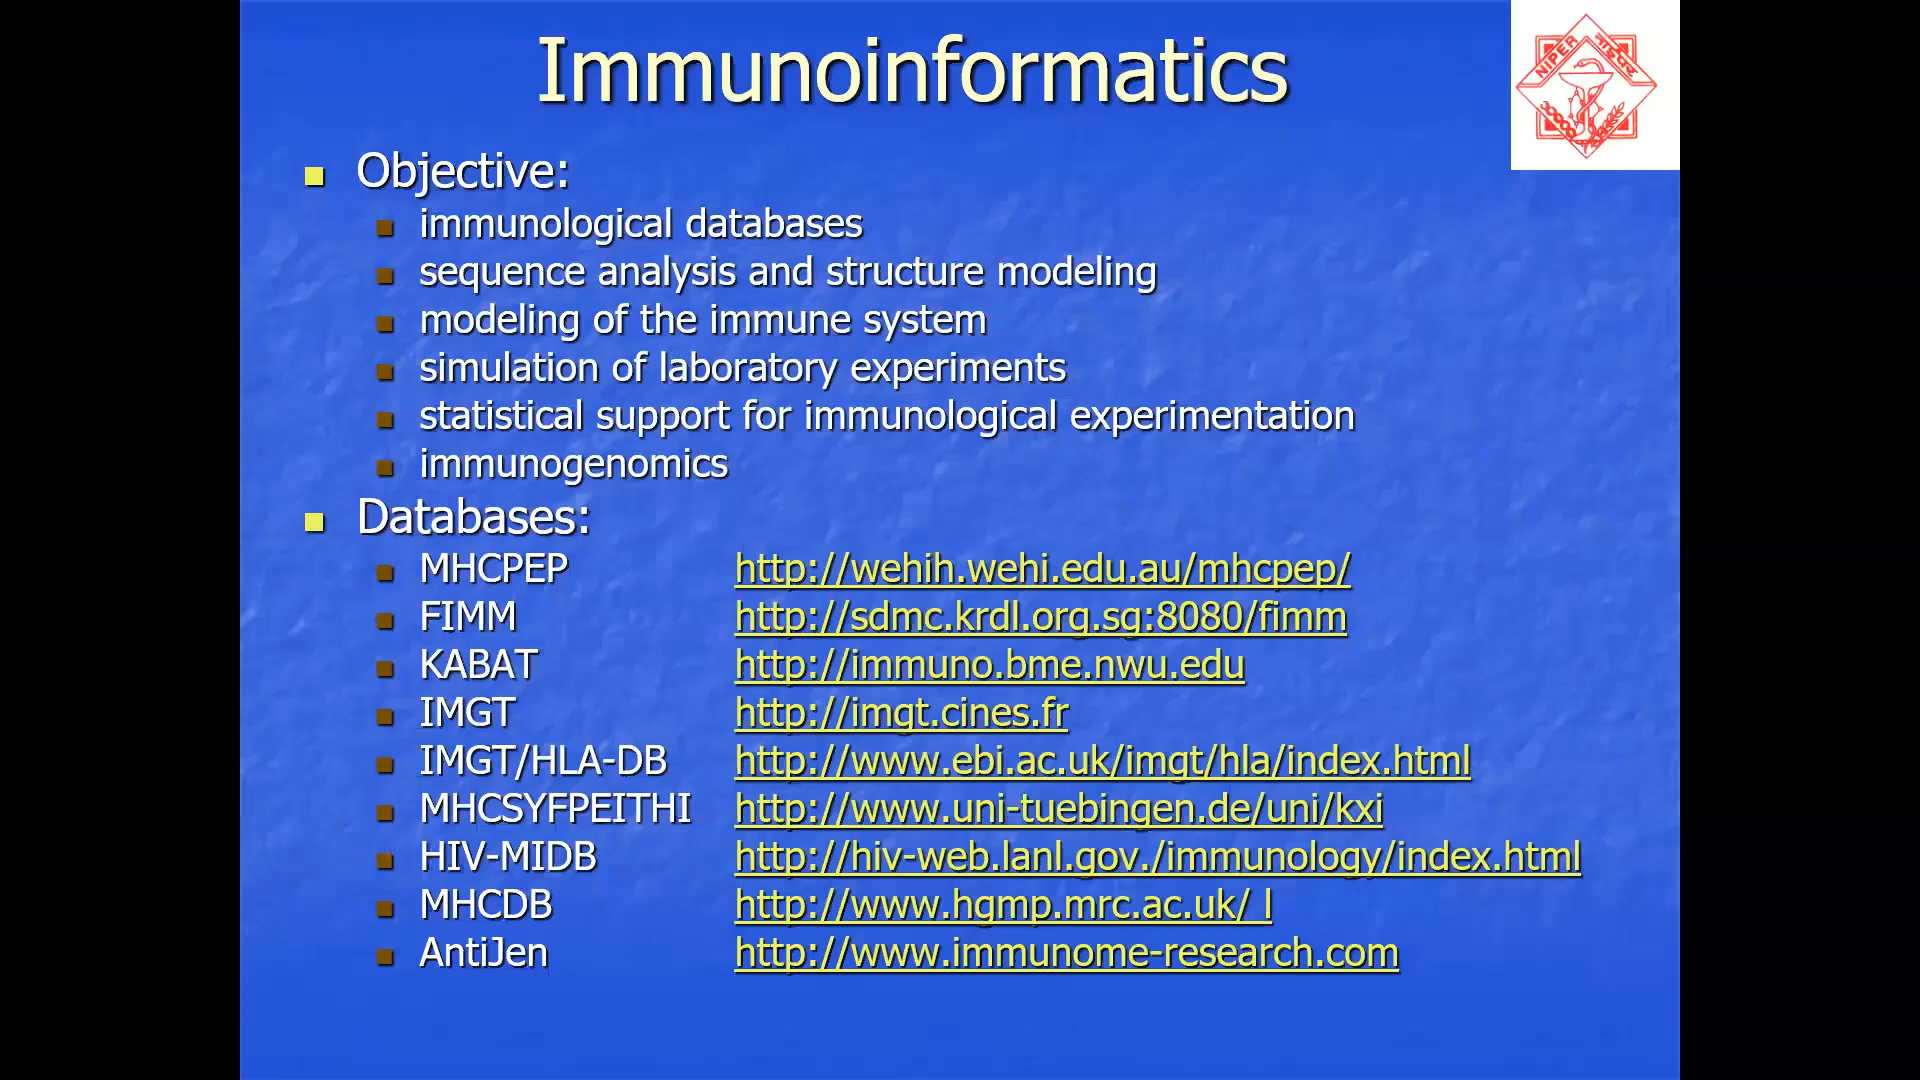 Immunoinformatics
NIPER नाईपर
Objective:
immunological databases
sequence analysis and structure modeling
modeling of the immune system
simulation of laboratory experiments
statistical support for immunological experimentation
immunogenomics
Databases:
MHCPEP http://wehih.wehi.edu.au/mhcpep/
FIMM http://sdmc.krdl.org.sg:8080/fimm
KABAT http://immuno.bme.nwu.edu
IMGT http://imgt.cines.fr
IMGT/HLA-DB http://www.ebi.ac.uk/imgt/hla/index.html
MHCSYFPEITHI http://www.uni-tuebingen.de/uni/kxi
HIV-MIDB http://hiv-web.lanl.gov./immunology/index.html
MHCDB http://www.hgmp.mrc.ac.uk/ l
AntiJen http://www.immunome-research.com